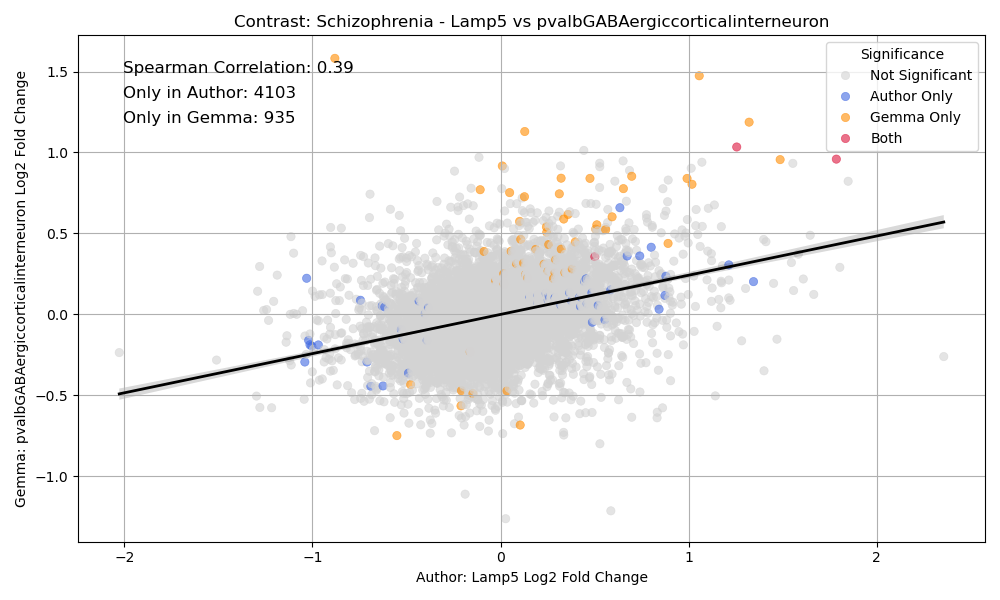 Contrast: Schizophrenia - Lamp5 vs pvalbGABAergiccorticalinterneuron
Spearman Correlation: 0.39
Only in Author: 4103
Only in Gemma: 935
Significance
Not Significant
Author Only
Gemma Only
Both
Gemma: pvalbGABAergiccorticalinterneuron Log2 Fold Change
1.5
1.0
0.5
0.0
−0.5
−1.0
−2
−1
0
1
2
Author: Lamp5 Log2 Fold Change